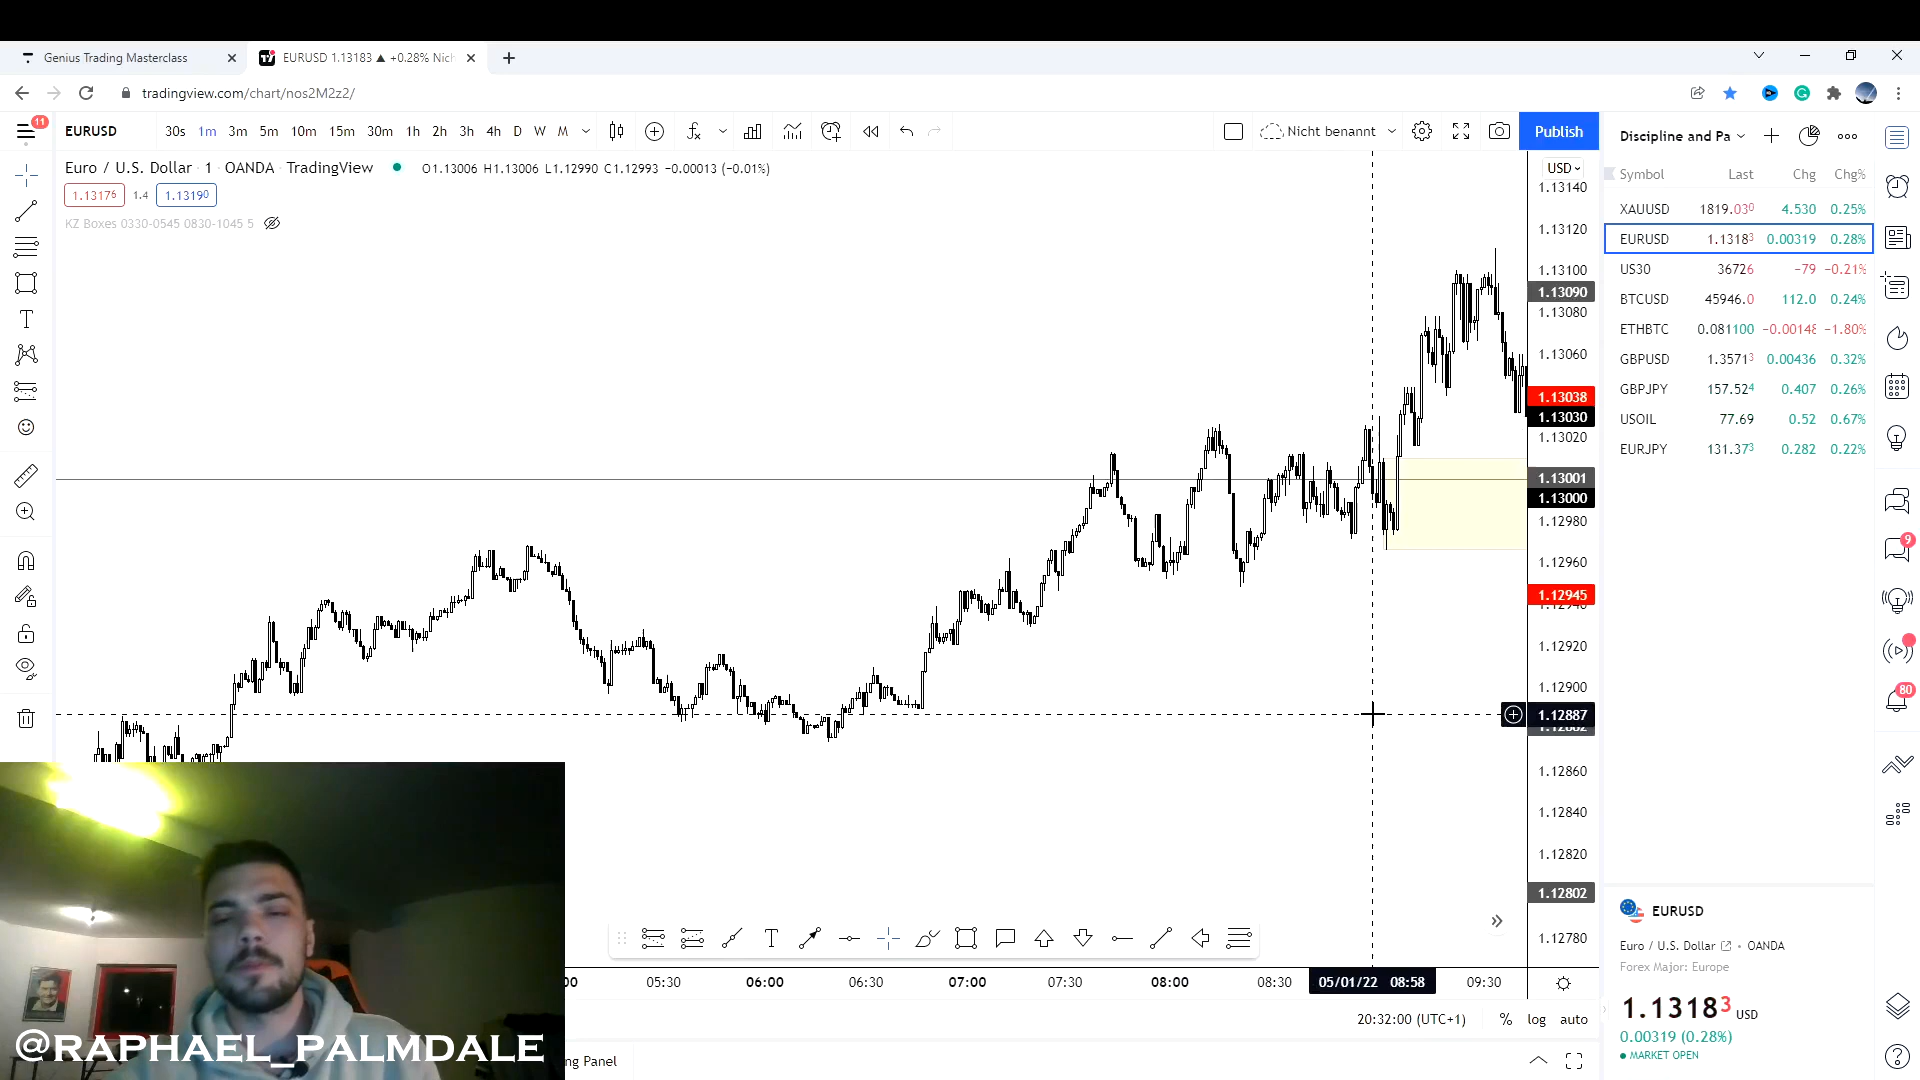 Genius Trading Masterclass
EURUSD 1.13183 ▲ +0.28% Nich
tradingview.com/chart/nos2M2z2/
11
EURUSD 30s 1m 3m 5m 10m 15m 30m 1h 2h 3h 4h D W M
Nicht benannt
Publish
Discipline and Pa
Euro / U.S. Dollar · 1 · OANDA · TradingView
O1.13006 H1.13006 L1.12990 C1.12993 −0.00013 (−0.01%)
1.13176 1.4 1.13190
KZ Boxes 0330-0545 0830-1045 5
USD
1.13140
1.13120
1.13100
1.13090
1.13080
1.13060
1.13038
1.13030
1.13020
1.13001
1.13000
1.12980
1.12960
1.12945
1.12940
1.12920
1.12900
1.12887
1.12860
1.12840
1.12820
1.12802
1.12780
Symbol Last Chg Chg%
XAUUSD 1819.030 4.530 0.25%
EURUSD 1.13183 0.00319 0.28%
US30 36726 −79 −0.21%
BTCUSD 45946.0 112.0 0.24%
ETHBTC 0.081100 −0.00148 −1.80%
GBPUSD 1.35713 0.00436 0.32%
GBPJPY 157.524 0.407 0.26%
USOIL 77.69 0.52 0.67%
EURJPY 131.373 0.282 0.22%
9
80
EURUSD
Euro / U.S. Dollar • OANDA
Forex Major: Europe
1.13183 USD
0.00319 (0.28%)
MARKET OPEN
05:30 06:00 06:30 07:00 07:30 08:00 08:30 05/01/22 08:58 09:30
20:32:00 (UTC+1) % log auto
ng Panel
@RAPHAEL_PALMDALE